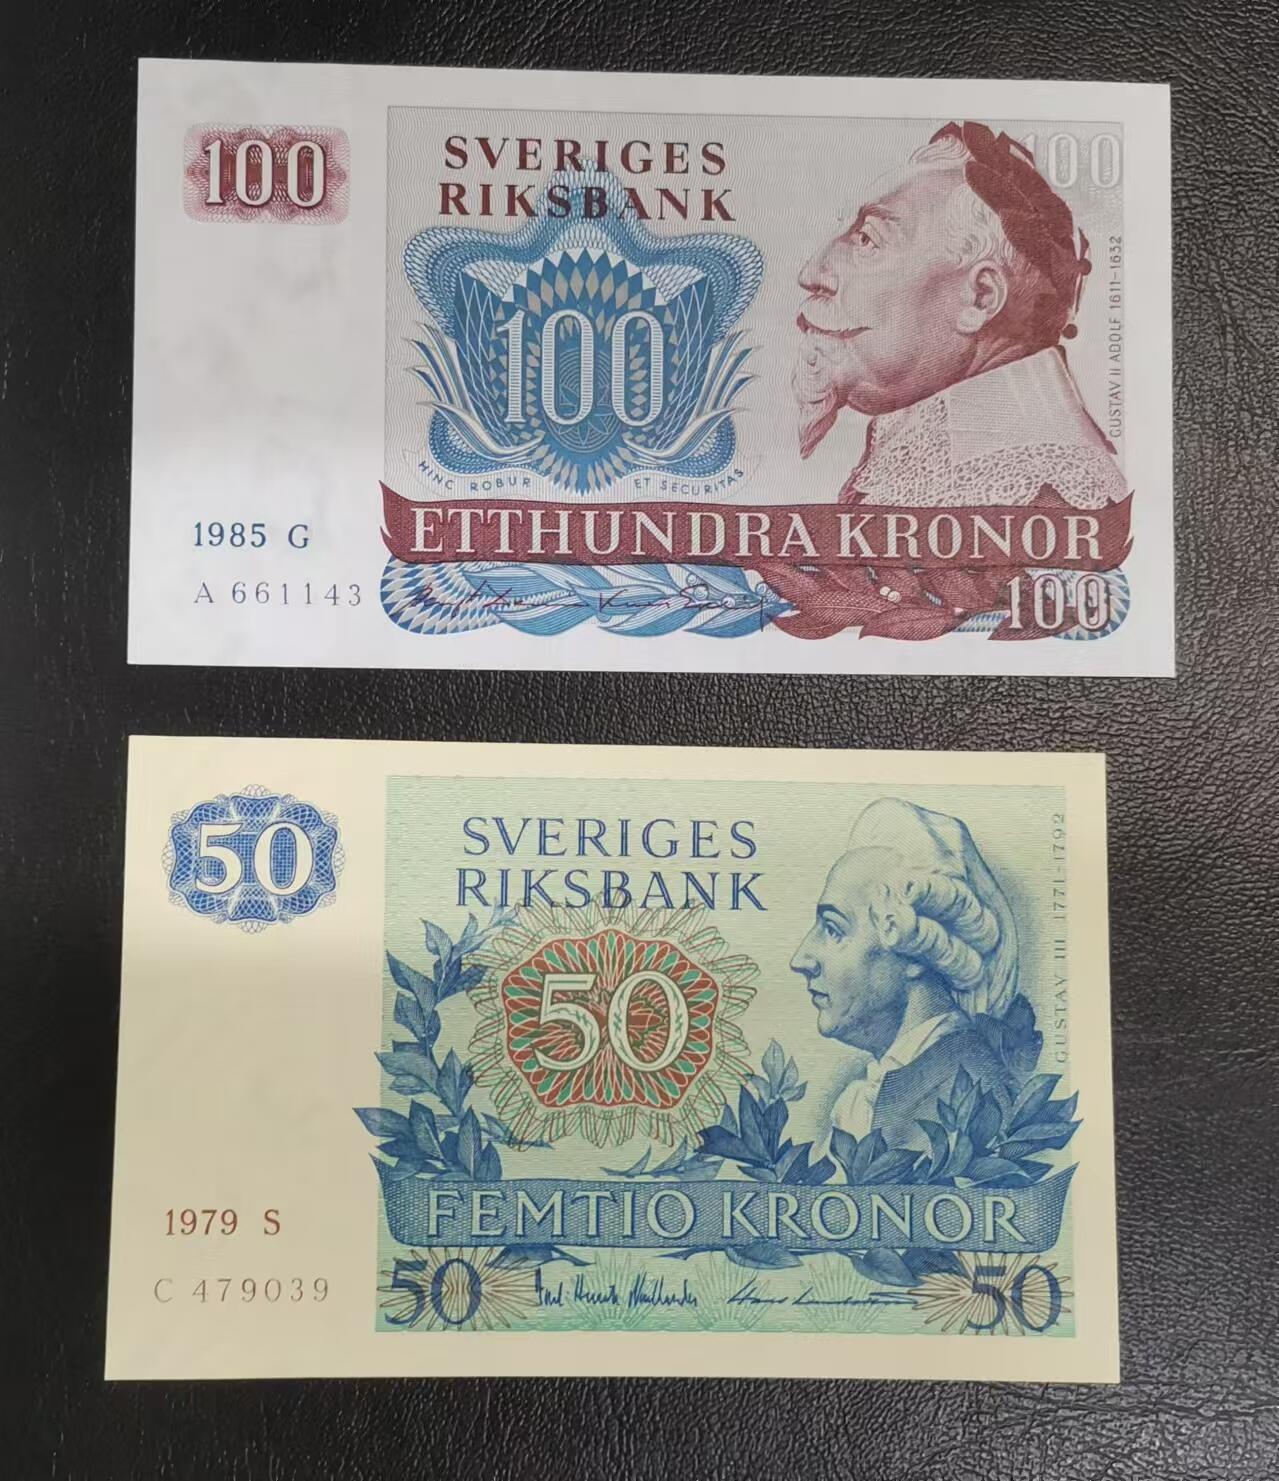 100
SVERIGES
RIKSBANK
100
100
GUSTAV II ADOLF 1611-1632
HINC ROBUR ET SECURITAS
ETTHUNDRA KRONOR
1985 G
A 661143
100
50
SVERIGES
RIKSBANK
50
GUSTAV III 1771-1792
FEMTIO KRONOR
1979 S
C 479039
50
50